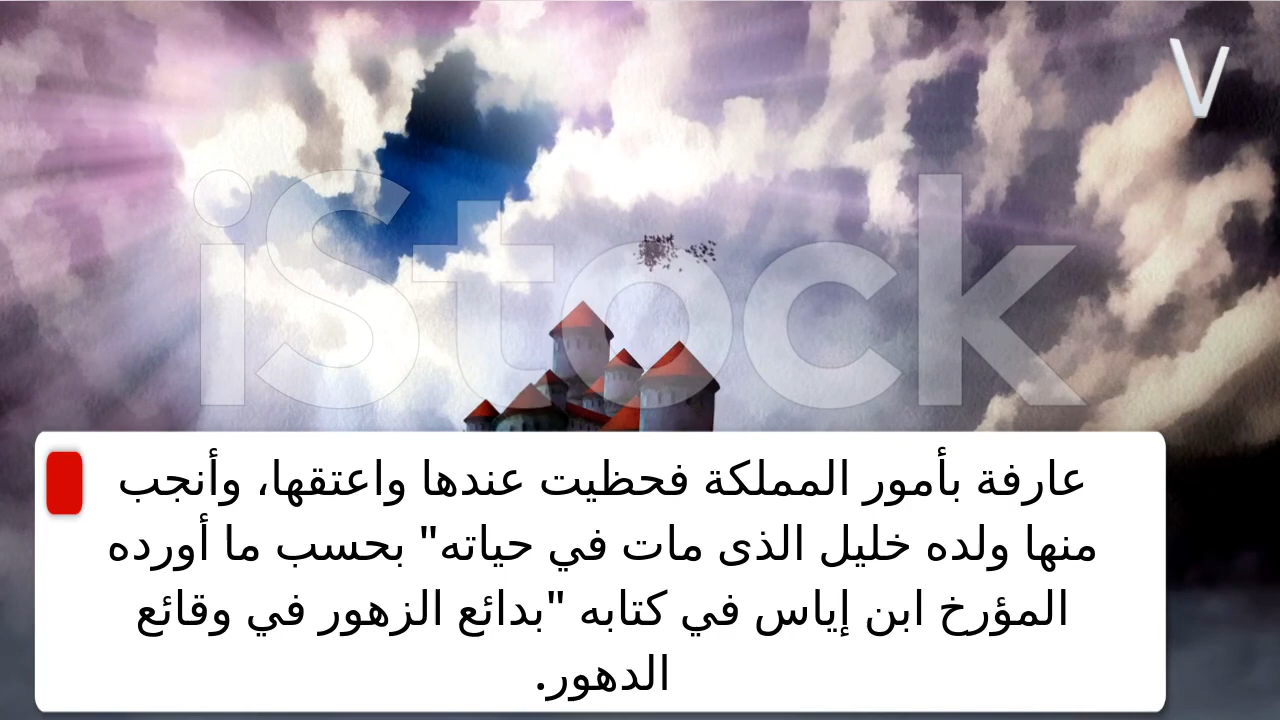 V
iStock
عارفة بأمور المملكة فحظيت عندها واعتقها، وأنجب
منها ولده خليل الذى مات في حياته" بحسب ما أورده
المؤرخ ابن إياس في كتابه "بدائع الزهور في وقائع
الدهور.